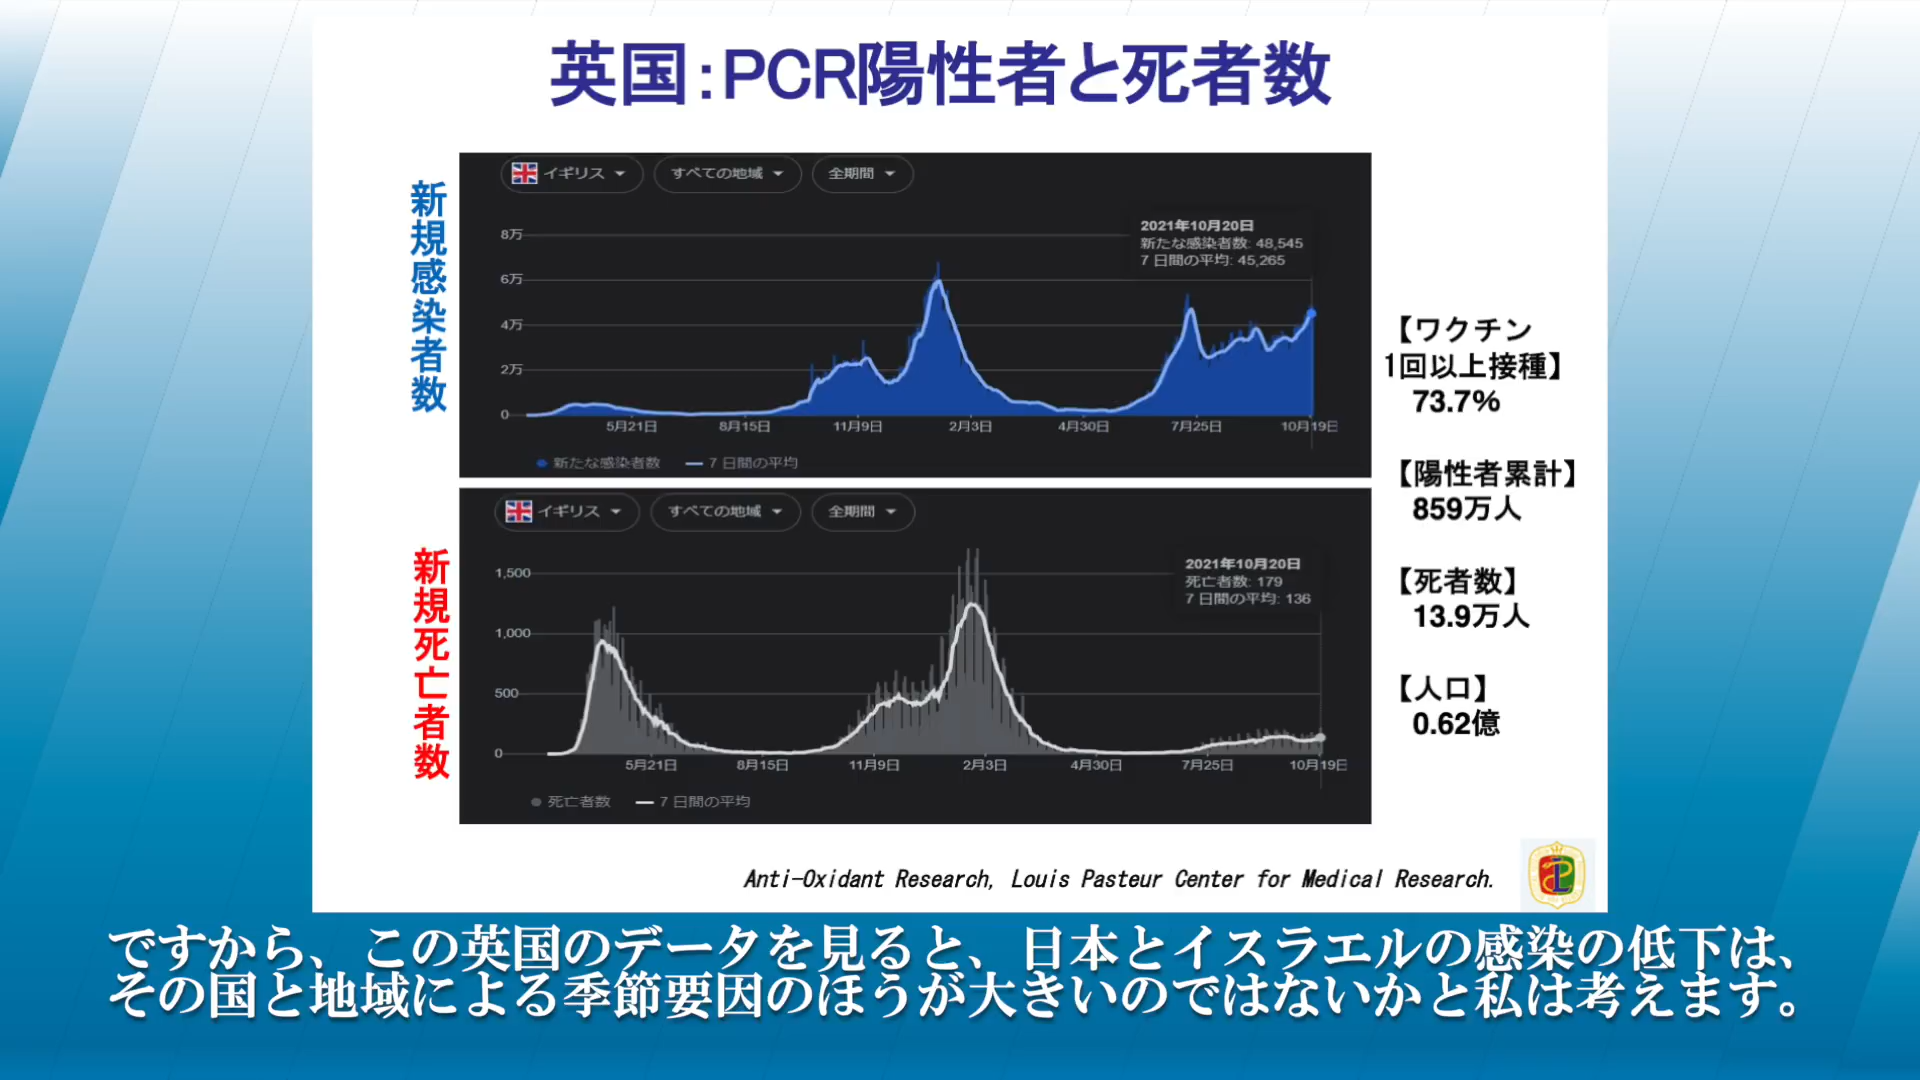 英国：PCR陽性者と死者数
新規感染者数
イギリス
すべての地域
全期間
2021年10月20日
新たな感染者数: 48,545
7 日間の平均: 45,265
8万
6万
4万
2万
0
5月21日
8月15日
11月9日
2月3日
4月30日
7月25日
10月19日
新たな感染者数
7 日間の平均
新規死亡者数
イギリス
すべての地域
全期間
2021年10月20日
死亡者数: 179
7 日間の平均: 136
1,500
1,000
500
0
5月21日
8月15日
11月9日
2月3日
4月30日
7月25日
10月19日
死亡者数
7 日間の平均
【ワクチン
1回以上接種】
73.7%
【陽性者累計】
859万人
【死者数】
13.9万人
【人口】
0.62億
Anti-Oxidant Research, Louis Pasteur Center for Medical Research.
ですから、この英国のデータを見ると、日本とイスラエルの感染の低下は、
その国と地域による季節要因のほうが大きいのではないかと私は考えます。